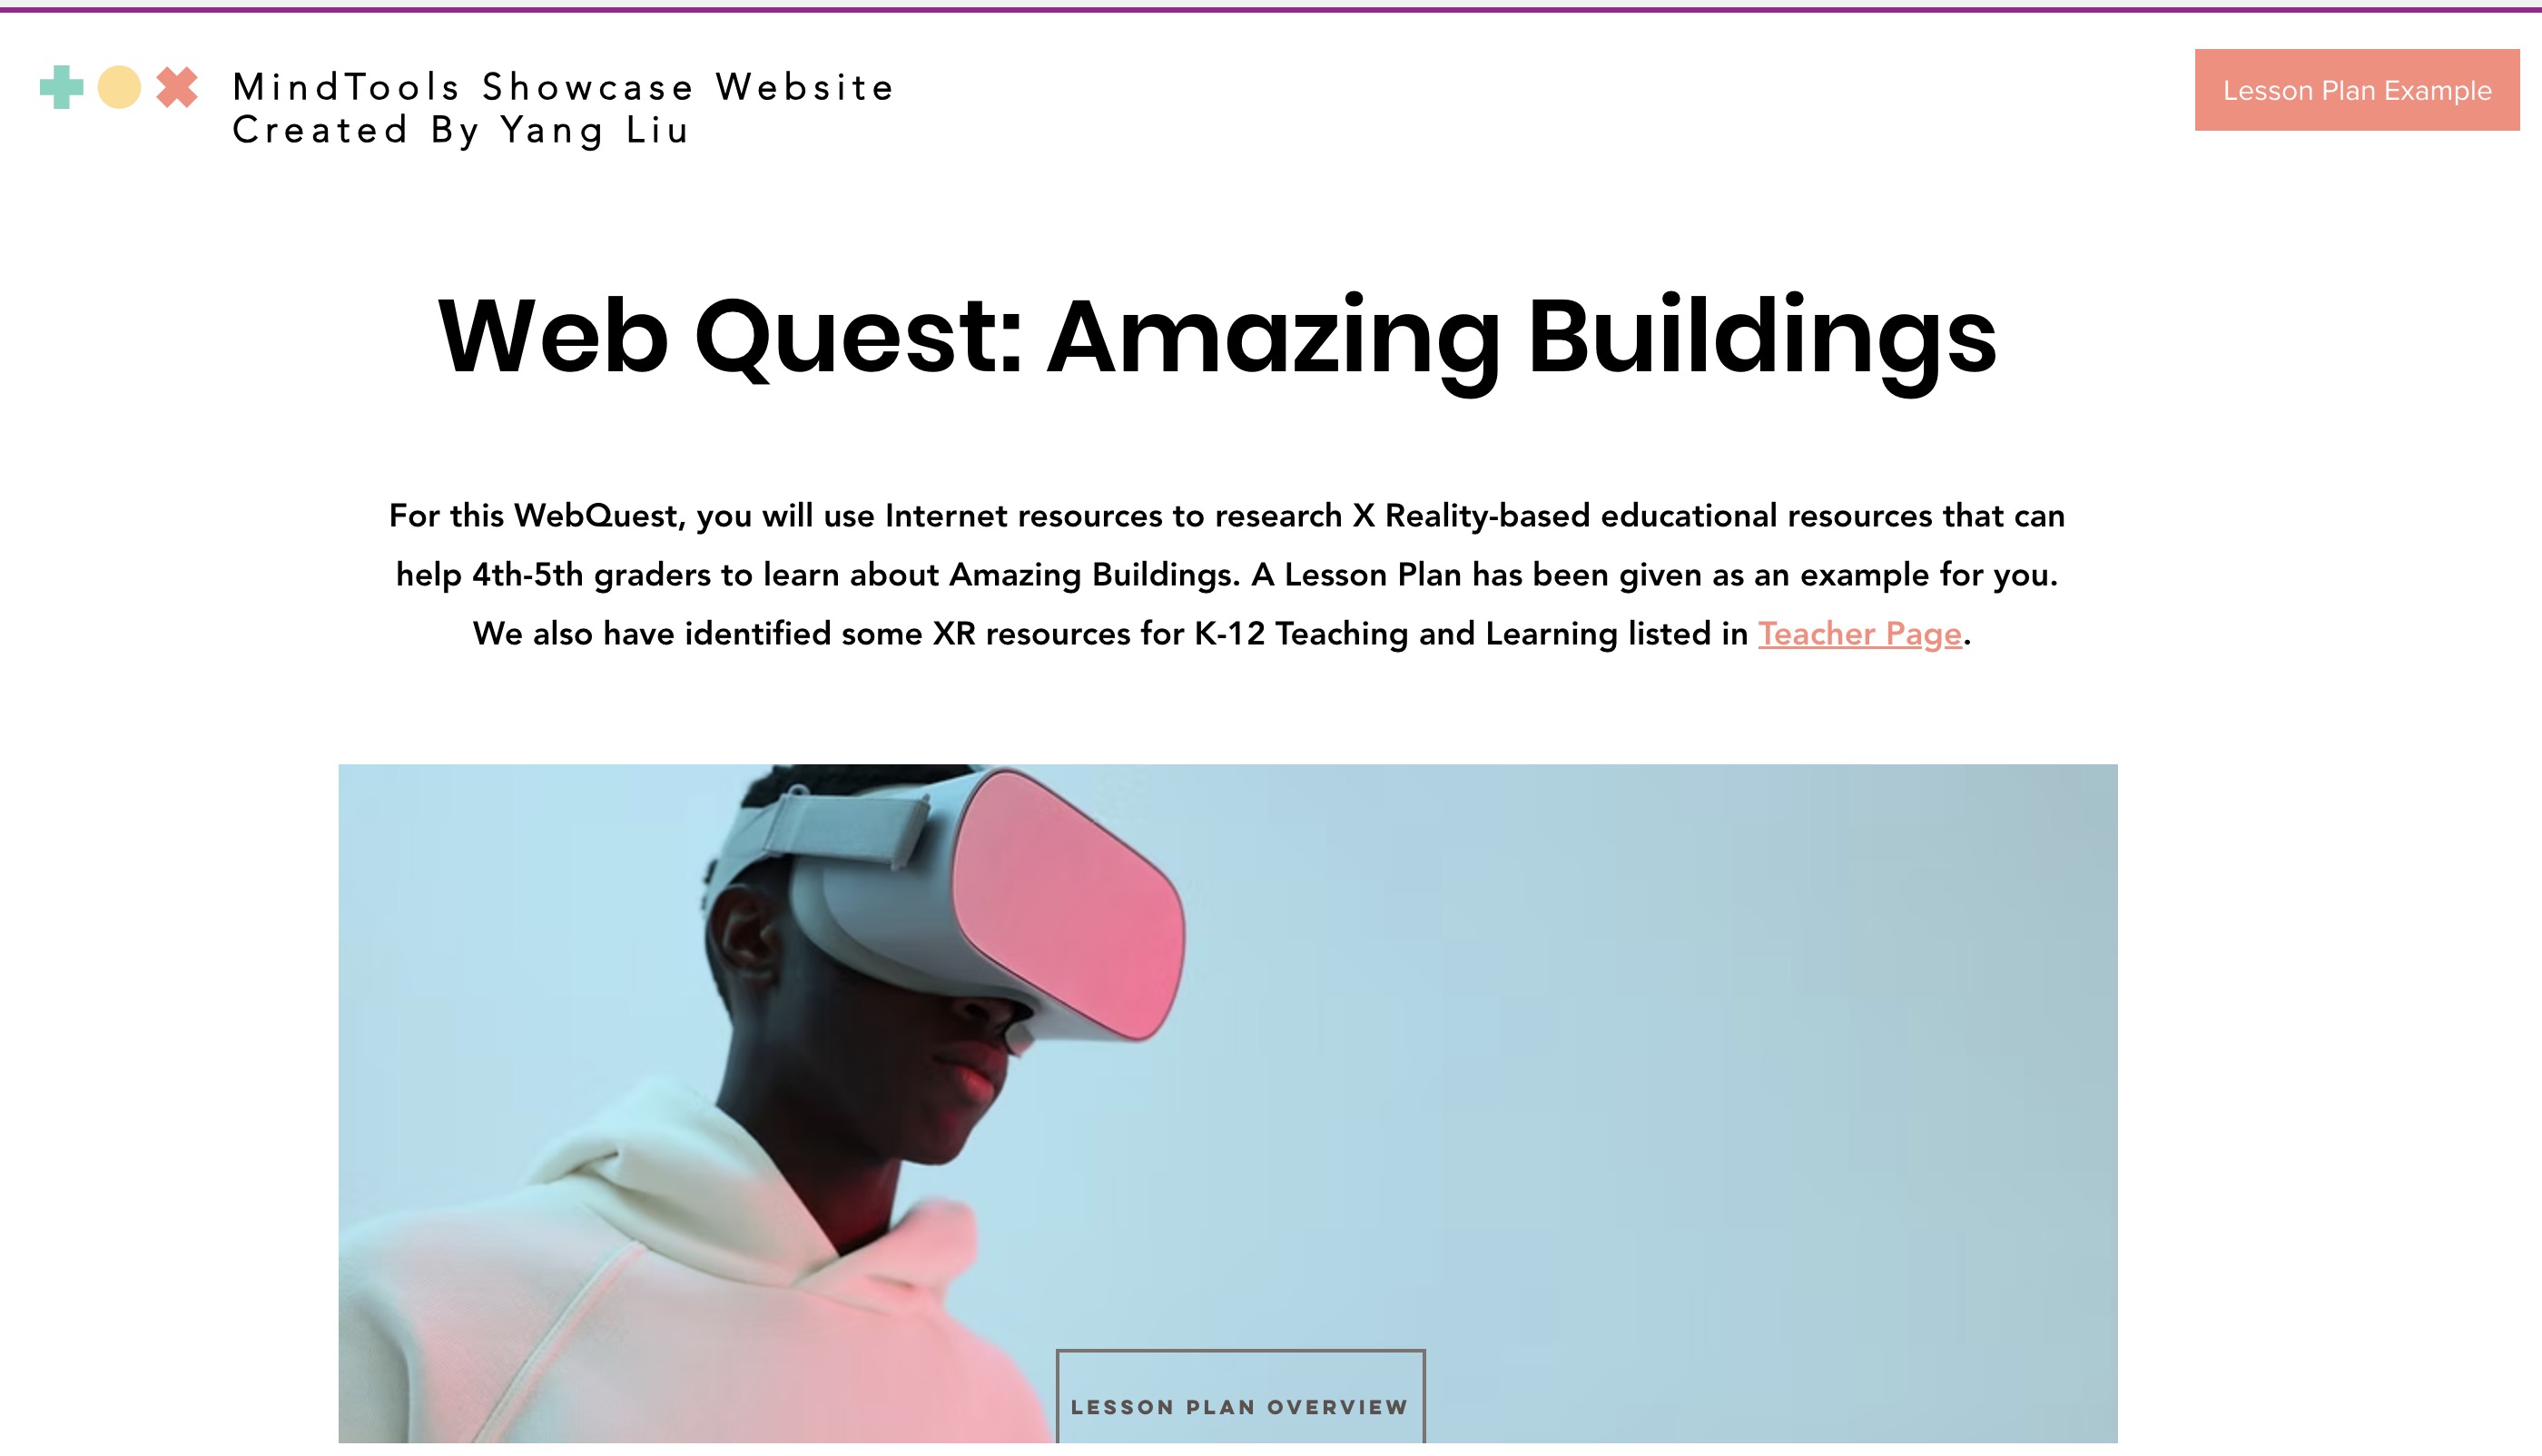 MindTools Showcase Website
Created By Yang Liu
Lesson Plan Example
Web Quest: Amazing Buildings
For this WebQuest, you will use Internet resources to research X Reality-based educational resources that can
help 4th-5th graders to learn about Amazing Buildings. A Lesson Plan has been given as an example for you.
We also have identified some XR resources for K-12 Teaching and Learning listed in Teacher Page.
LESSON PLAN OVERVIEW